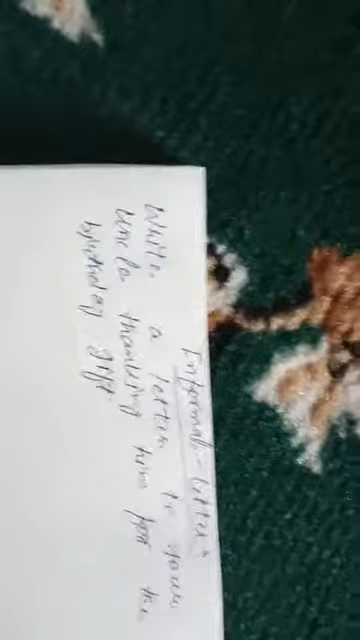 Informal-letter
Write a letter to your
uncle thanking him for the
birthday gift